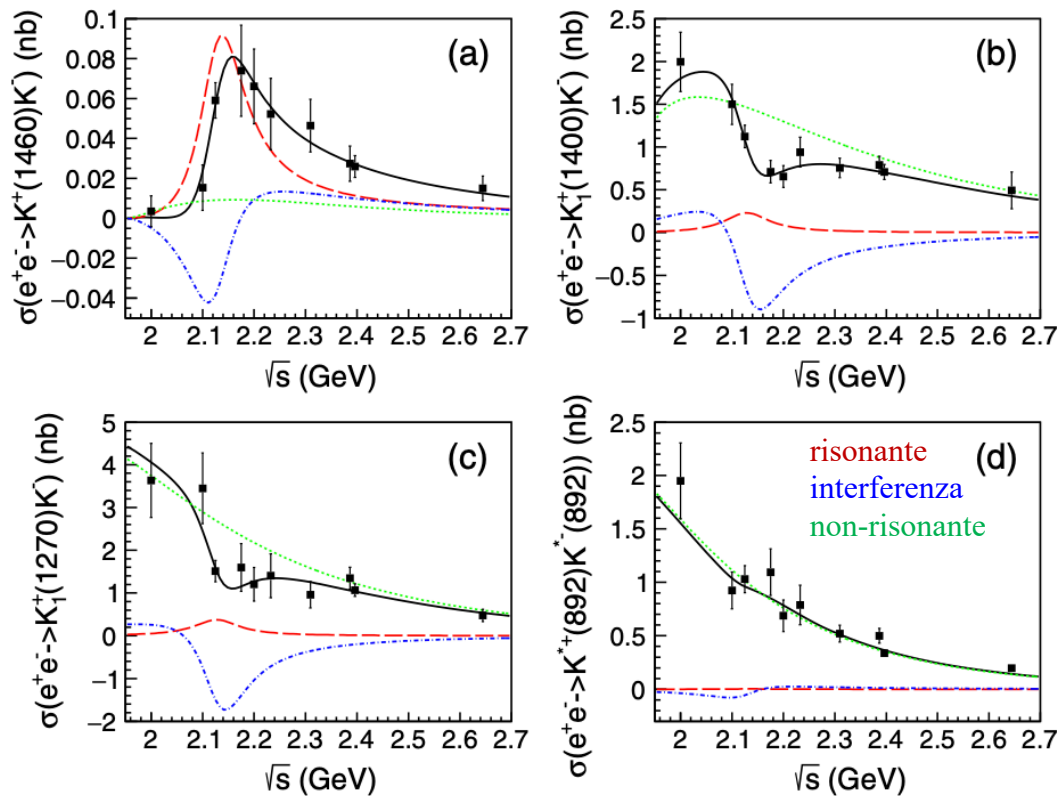 σ(e⁺e⁻->K⁺(1460)K⁻) (nb)
0.1
0.08
0.06
0.04
0.02
0
−0.02
−0.04
(a)
2 2.1 2.2 2.3 2.4 2.5 2.6 2.7
√s (GeV)
σ(e⁺e⁻->K₁⁺(1400)K⁻) (nb)
2.5
2
1.5
1
0.5
0
−0.5
−1
(b)
2 2.1 2.2 2.3 2.4 2.5 2.6 2.7
√s (GeV)
σ(e⁺e⁻->K₁⁺(1270)K⁻) (nb)
5
4
3
2
1
0
−1
−2
(c)
2 2.1 2.2 2.3 2.4 2.5 2.6 2.7
√s (GeV)
σ(e⁺e⁻->K*⁺(892)K*⁻(892)) (nb)
2.5
2
1.5
1
0.5
0
(d)
risonante
interferenza
non-risonante
2 2.1 2.2 2.3 2.4 2.5 2.6 2.7
√s (GeV)